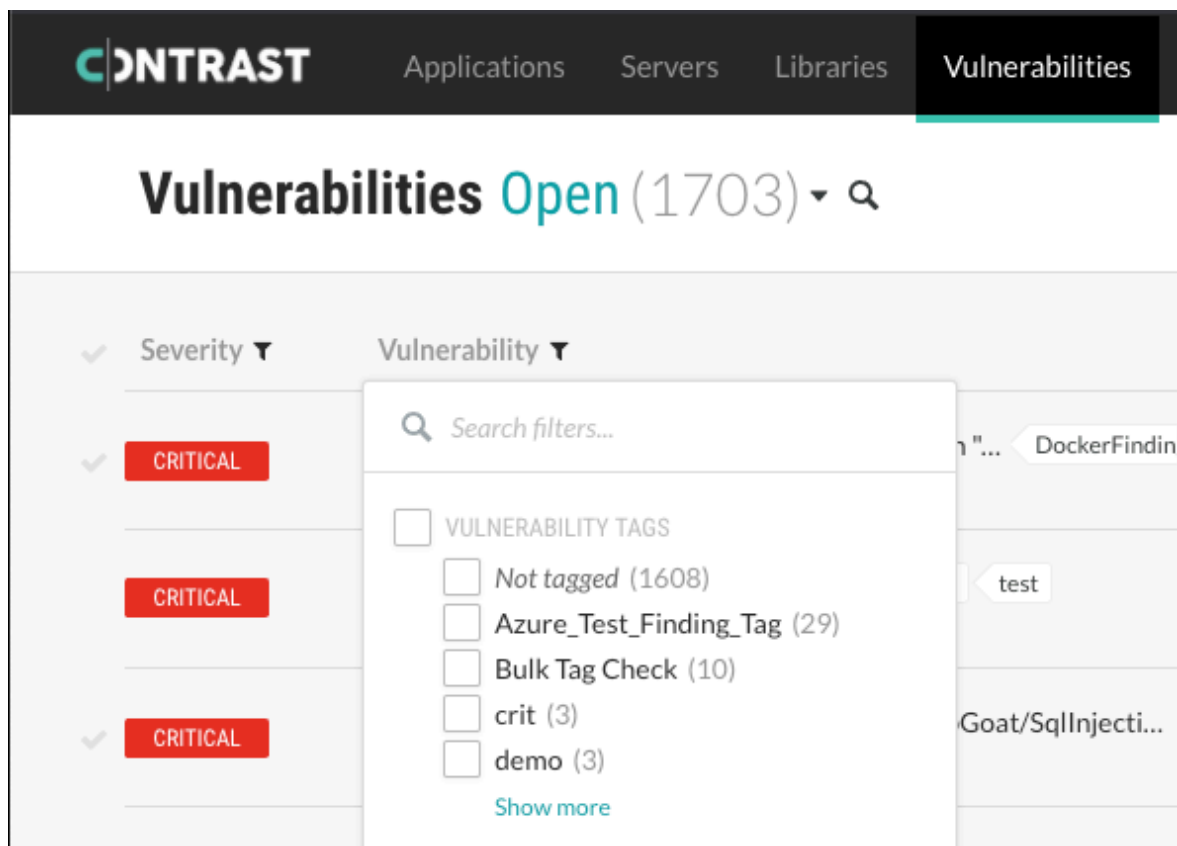 CONTRAST Applications Servers Libraries Vulnerabilities
Vulnerabilities Open (1703)
Severity Vulnerability
Search filters...
CRITICAL "... DockerFindin
VULNERABILITY TAGS
Not tagged (1608)
CRITICAL test
Azure_Test_Finding_Tag (29)
Bulk Tag Check (10)
crit (3)
CRITICAL Goat/SqlInjecti...
demo (3)
Show more